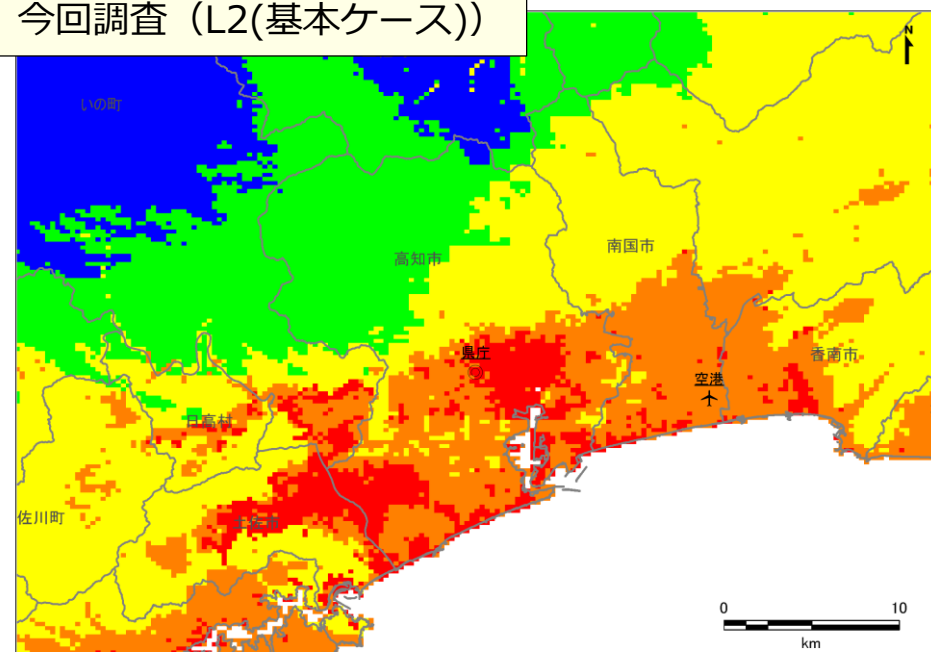 今回調査（L2(基本ケース)）
N
いの町
高知市
南国市
県庁
香南市
空港
日高村
佐川町
土佐市
0 10
km